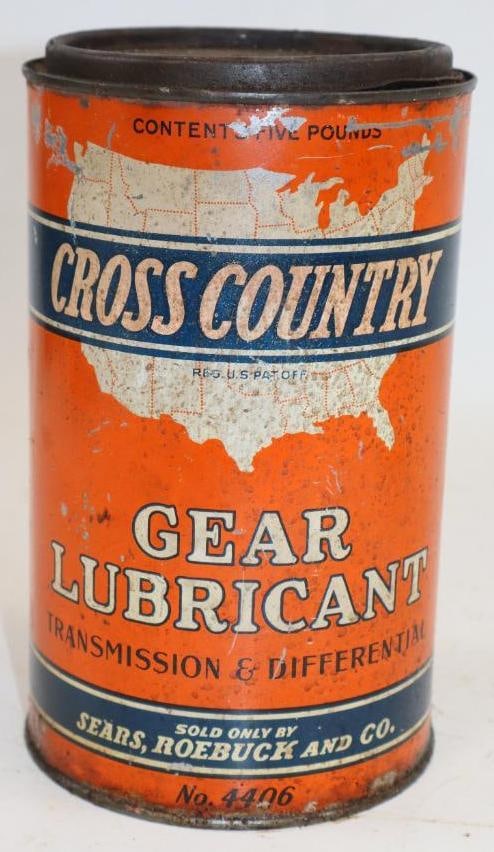 CONTENTS FIVE POUNDS
CROSS COUNTRY
REG. U.S. PAT. OFF.
GEAR
LUBRICANT
TRANSMISSION & DIFFERENTIAL
SOLD ONLY BY
SEARS, ROEBUCK AND CO.
No. 4406